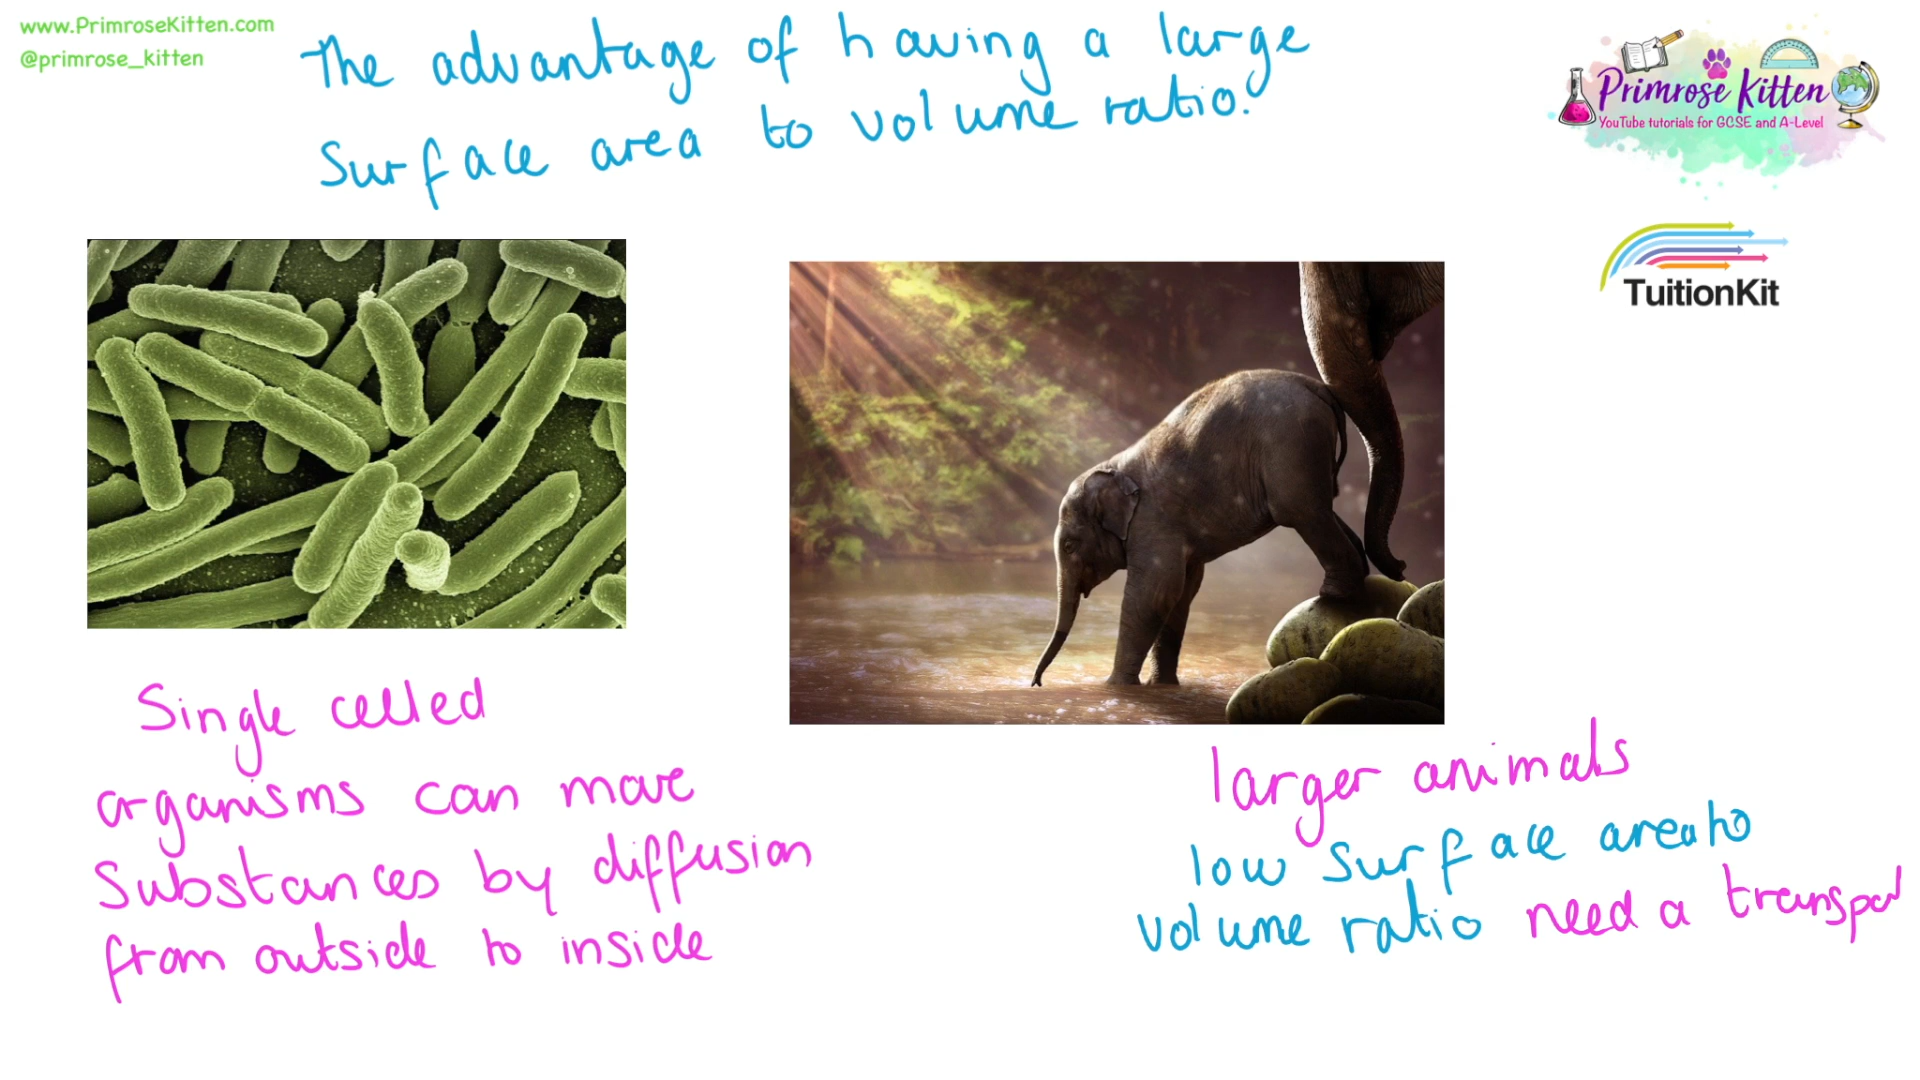 www.PrimroseKitten.com
@primrose_kitten
The advantage of having a large
Surface area to volume ratio.
Primrose Kitten
YouTube tutorials for GCSE and A-Level
TuitionKit
Single celled
organisms can move
Substances by diffusion
from outside to inside
larger animals
low surface area to
volume ratio need a transpor